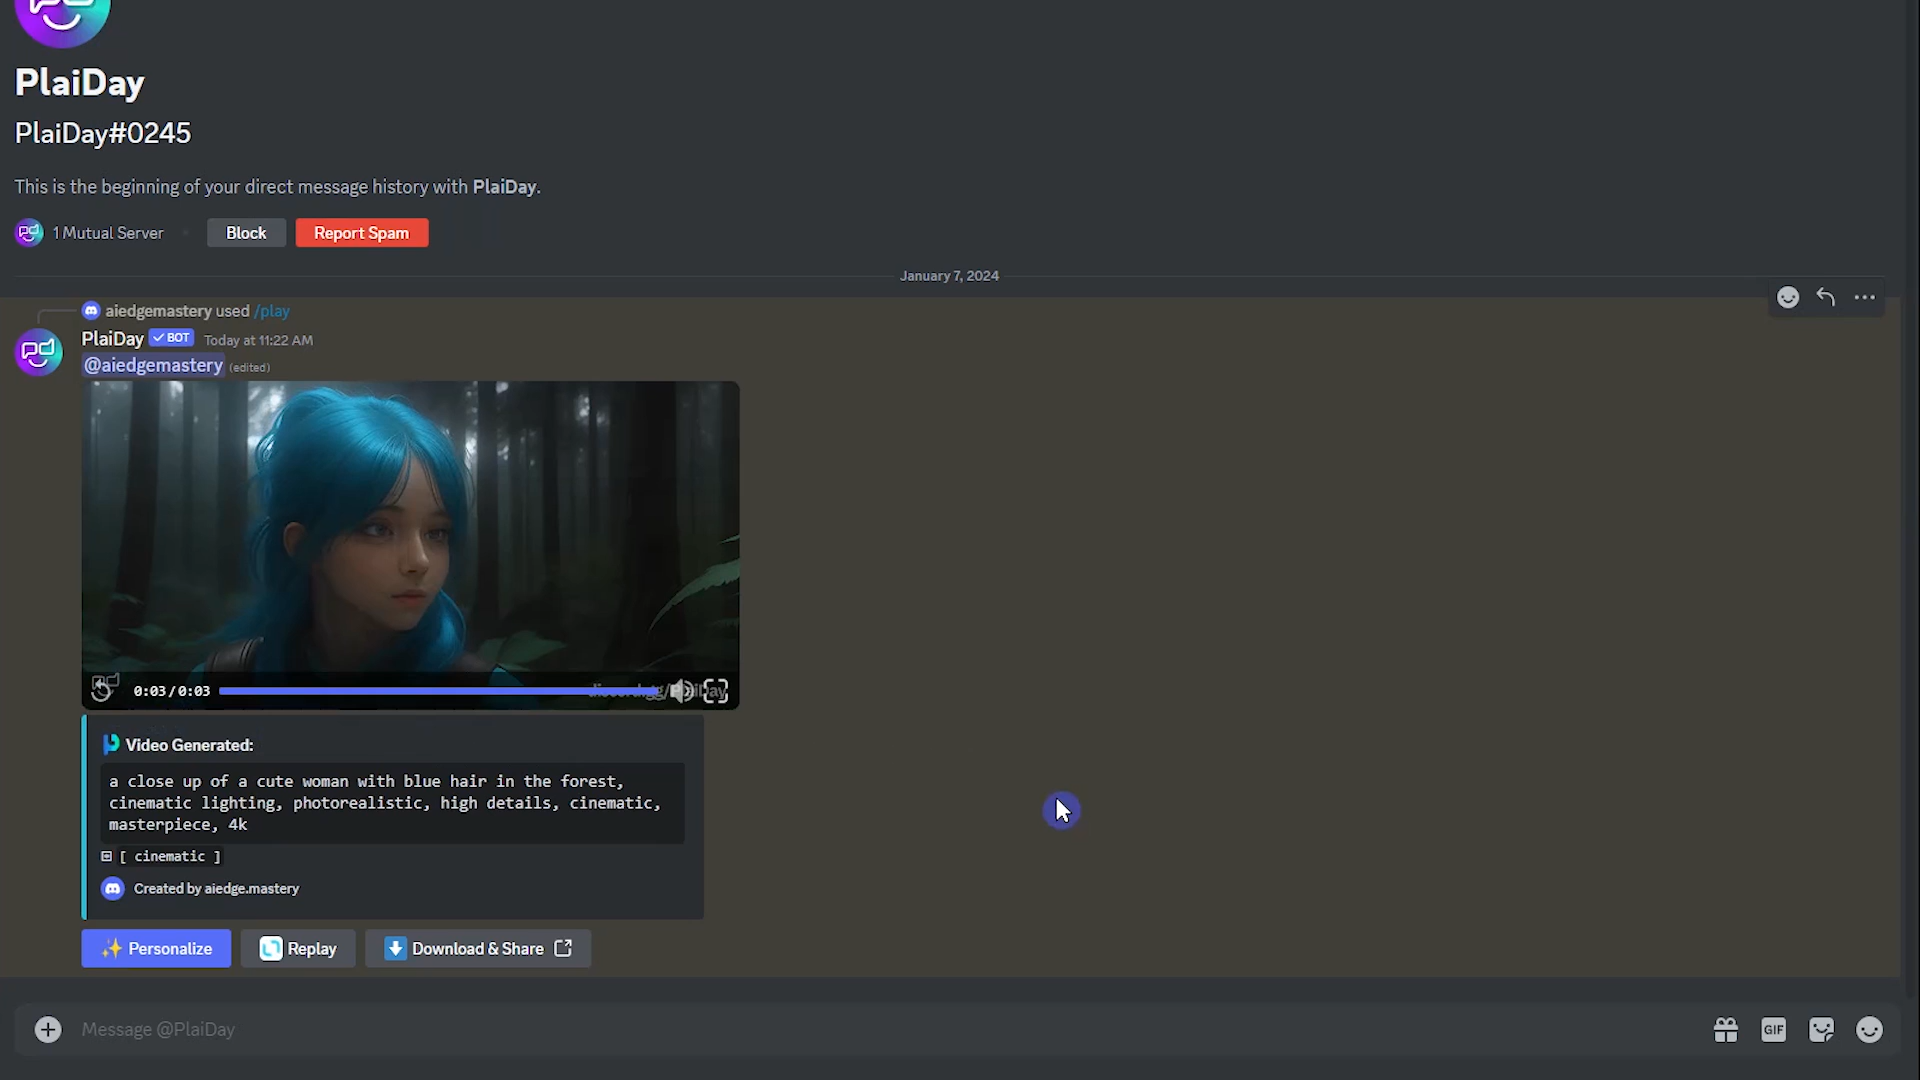 PlaiDay
PlaiDay#0245
This is the beginning of your direct message history with PlaiDay.
1 Mutual Server
Block
Report Spam
January 7, 2024
aiedgemastery used /play
PlaiDay BOT Today at 11:22 AM
@aiedgemastery (edited)
0:03/0:03
discord.gg/PlaiDay
Video Generated:
a close up of a cute woman with blue hair in the forest,
cinematic lighting, photorealistic, high details, cinematic,
masterpiece, 4k
[ cinematic ]
Created by aiedge.mastery
Personalize
Replay
Download & Share
Message @PlaiDay
GIF